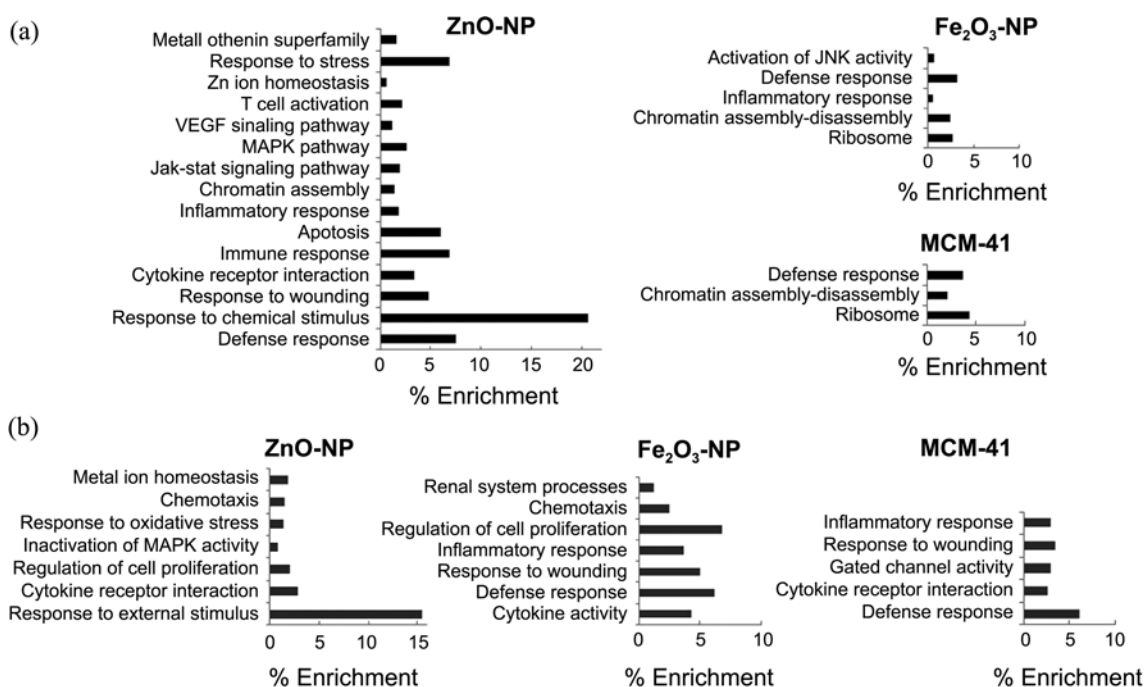 (a)
ZnO-NP
Metall othenin superfamily
Response to stress
Zn ion homeostasis
T cell activation
VEGF sinaling pathway
MAPK pathway
Jak-stat signaling pathway
Chromatin assembly
Inflammatory response
Apotosis
Immune response
Cytokine receptor interaction
Response to wounding
Response to chemical stimulus
Defense response
0 5 10 15 20
% Enrichment
Fe₂O₃-NP
Activation of JNK activity
Defense response
Inflammatory response
Chromatin assembly-disassembly
Ribosome
0 5 10
% Enrichment
MCM-41
Defense response
Chromatin assembly-disassembly
Ribosome
0 5 10
% Enrichment
(b)
ZnO-NP
Metal ion homeostasis
Chemotaxis
Response to oxidative stress
Inactivation of MAPK activity
Regulation of cell proliferation
Cytokine receptor interaction
Response to external stimulus
0 5 10 15
% Enrichment
Fe₂O₃-NP
Renal system processes
Chemotaxis
Regulation of cell proliferation
Inflammatory response
Response to wounding
Defense response
Cytokine activity
0 5 10
% Enrichment
MCM-41
Inflammatory response
Response to wounding
Gated channel activity
Cytokine receptor interaction
Defense response
0 5 10
% Enrichment